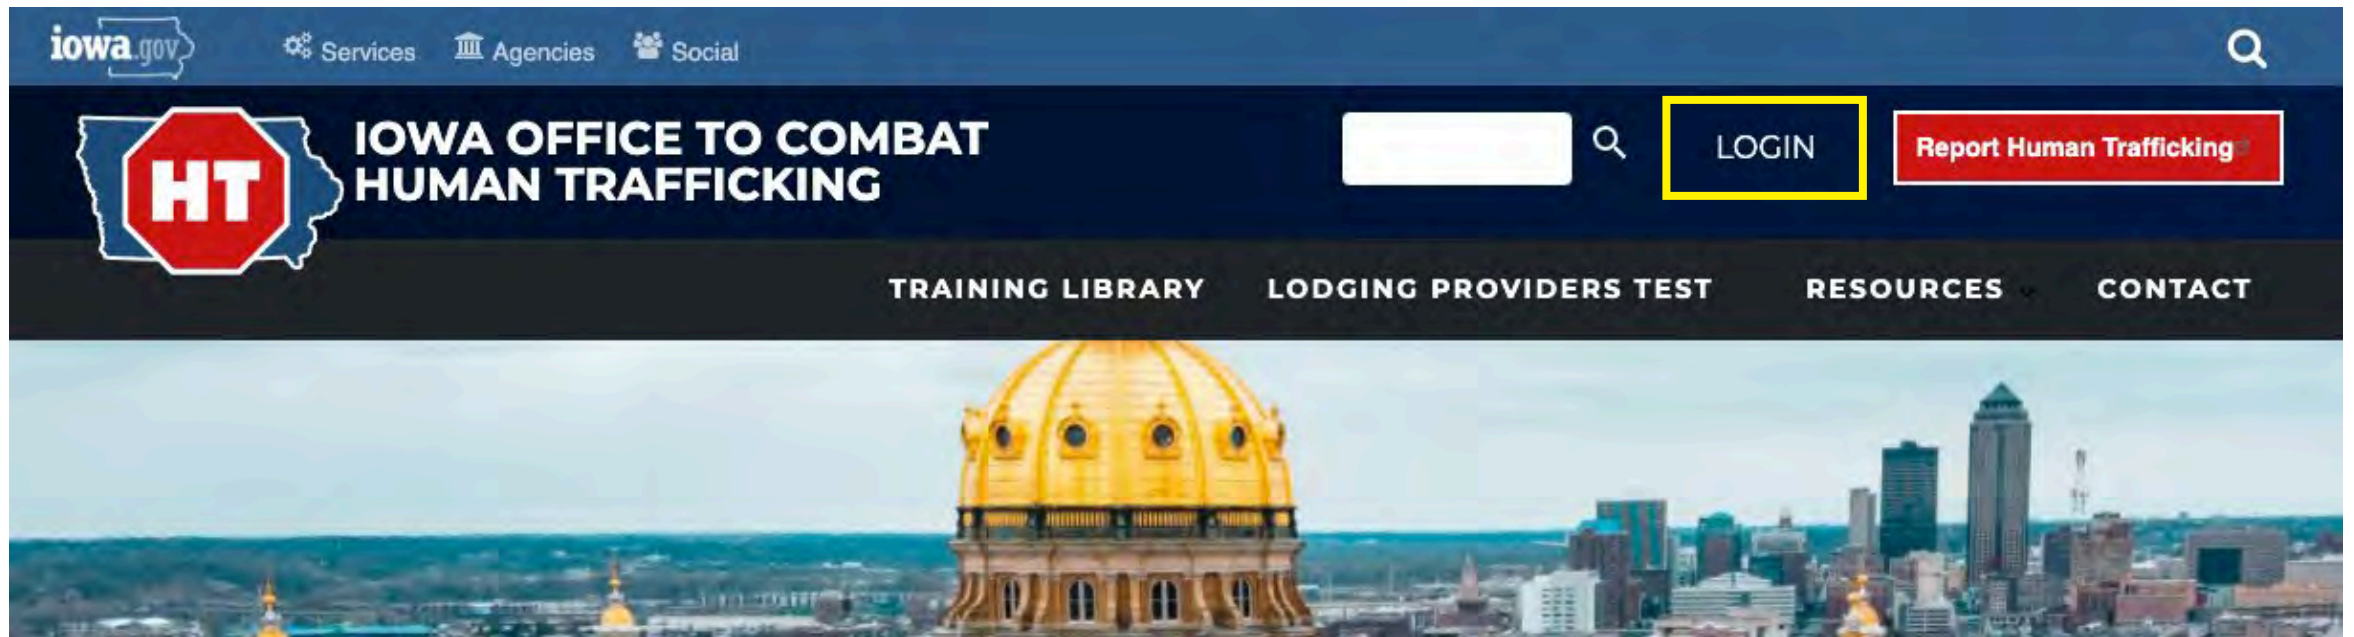 iowa.gov
Services
Agencies
Social
HT
IOWA OFFICE TO COMBAT
HUMAN TRAFFICKING
LOGIN
Report Human Trafficking
TRAINING LIBRARY
LODGING PROVIDERS TEST
RESOURCES
CONTACT